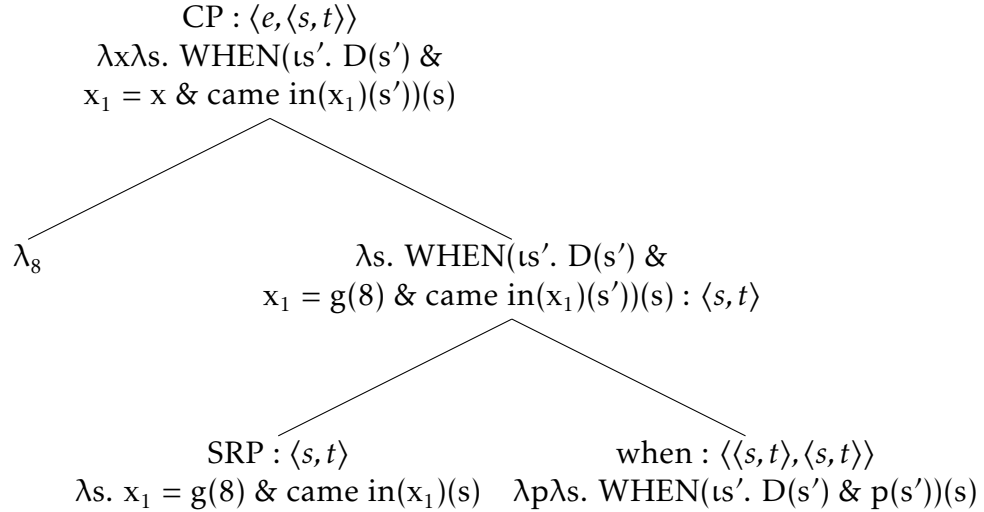 CP : ⟨e,⟨s,t⟩⟩
λxλs. WHEN(ιs′. D(s′) &
x₁ = x & came in(x₁)(s′))(s)
λ₈
λs. WHEN(ιs′. D(s′) &
x₁ = g(8) & came in(x₁)(s′))(s) : ⟨s,t⟩
SRP : ⟨s,t⟩
λs. x₁ = g(8) & came in(x₁)(s)
when : ⟨⟨s,t⟩,⟨s,t⟩⟩
λpλs. WHEN(ιs′. D(s′) & p(s′))(s)